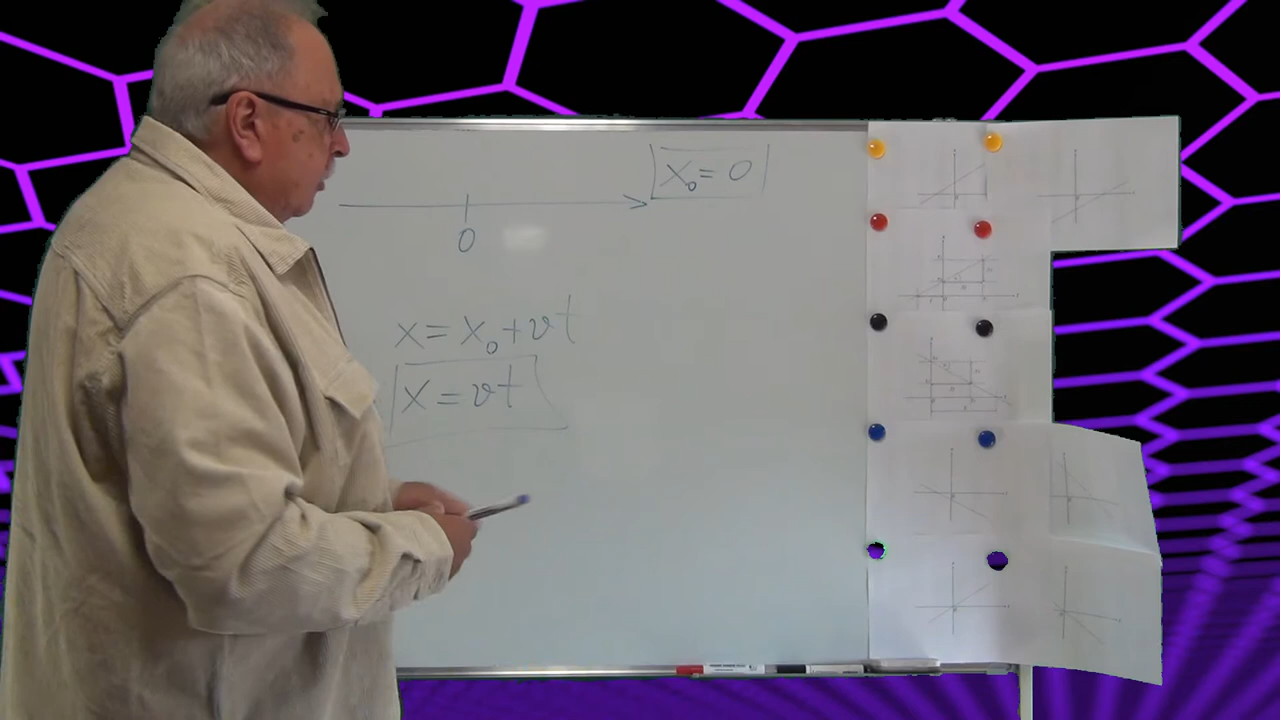 x₀ = 0
0
x = x₀ + vt
x = vt